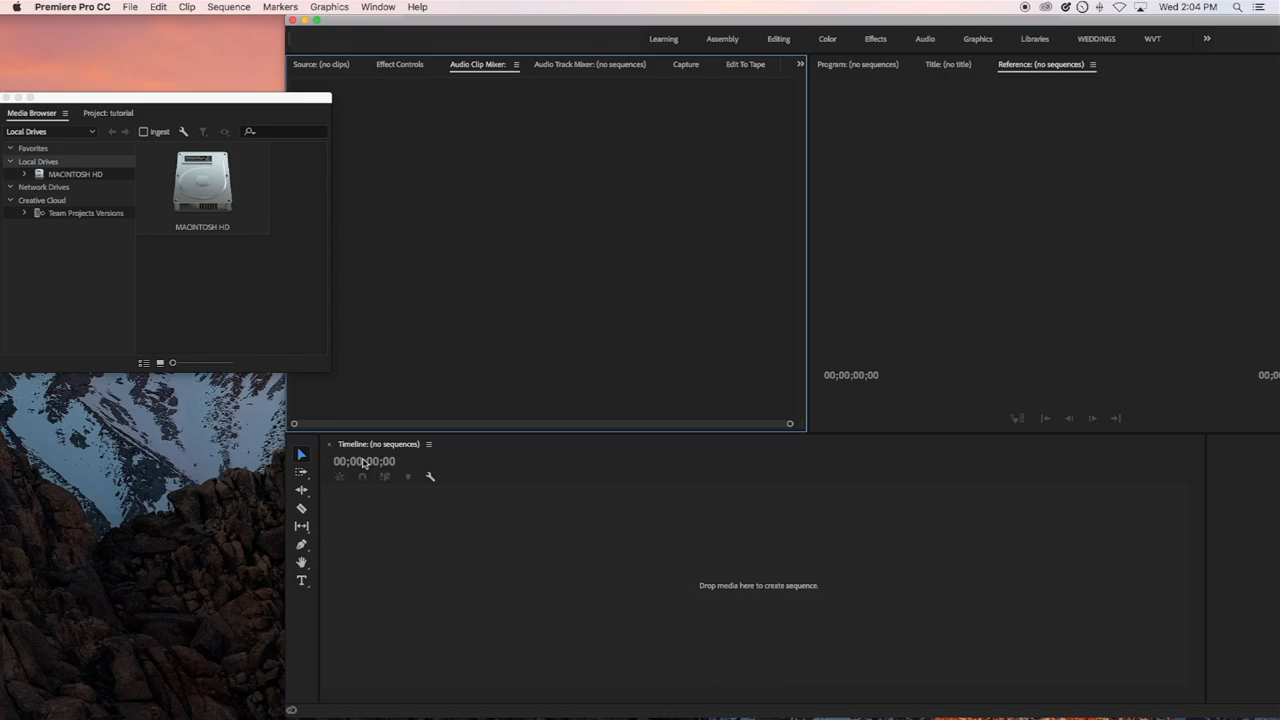 Premiere Pro CC File Edit Clip Sequence Markers Graphics Window Help Wed 2:04 PM
Learning Assembly Editing Color Effects Audio Graphics Libraries WEDDINGS WVT
Source: (no clips) Effect Controls Audio Clip Mixer: Audio Track Mixer: (no sequences) Capture Edit To Tape Program: (no sequences) Title: (no title) Reference: (no sequences)
Media Browser Project: tutorial
Local Drives Ingest
Favorites
Local Drives
MACINTOSH HD
Network Drives
Creative Cloud
Team Projects Versions
MACINTOSH HD
00;00;00;00 00;0
Timeline: (no sequences)
00;00;00;00
Drop media here to create sequence.